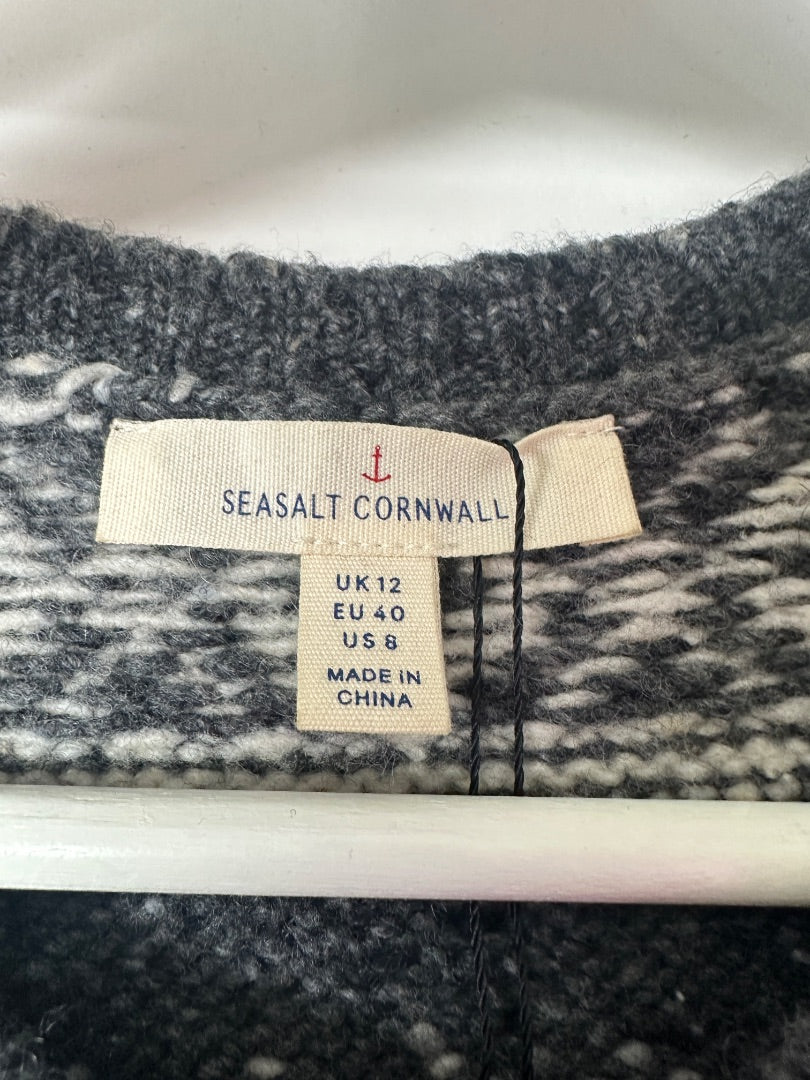 SEASALT CORNWALL
UK 12
EU 40
US 8
MADE IN
CHINA